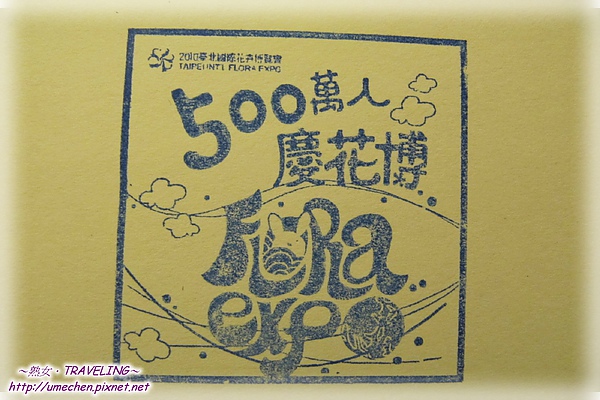 2010臺北國際花卉博覽會
TAIPEI INT'L FLORA EXPO
500萬人
慶花博
FLORa
expo
～熟女・TRAVELING～
http://umechen.pixnet.net